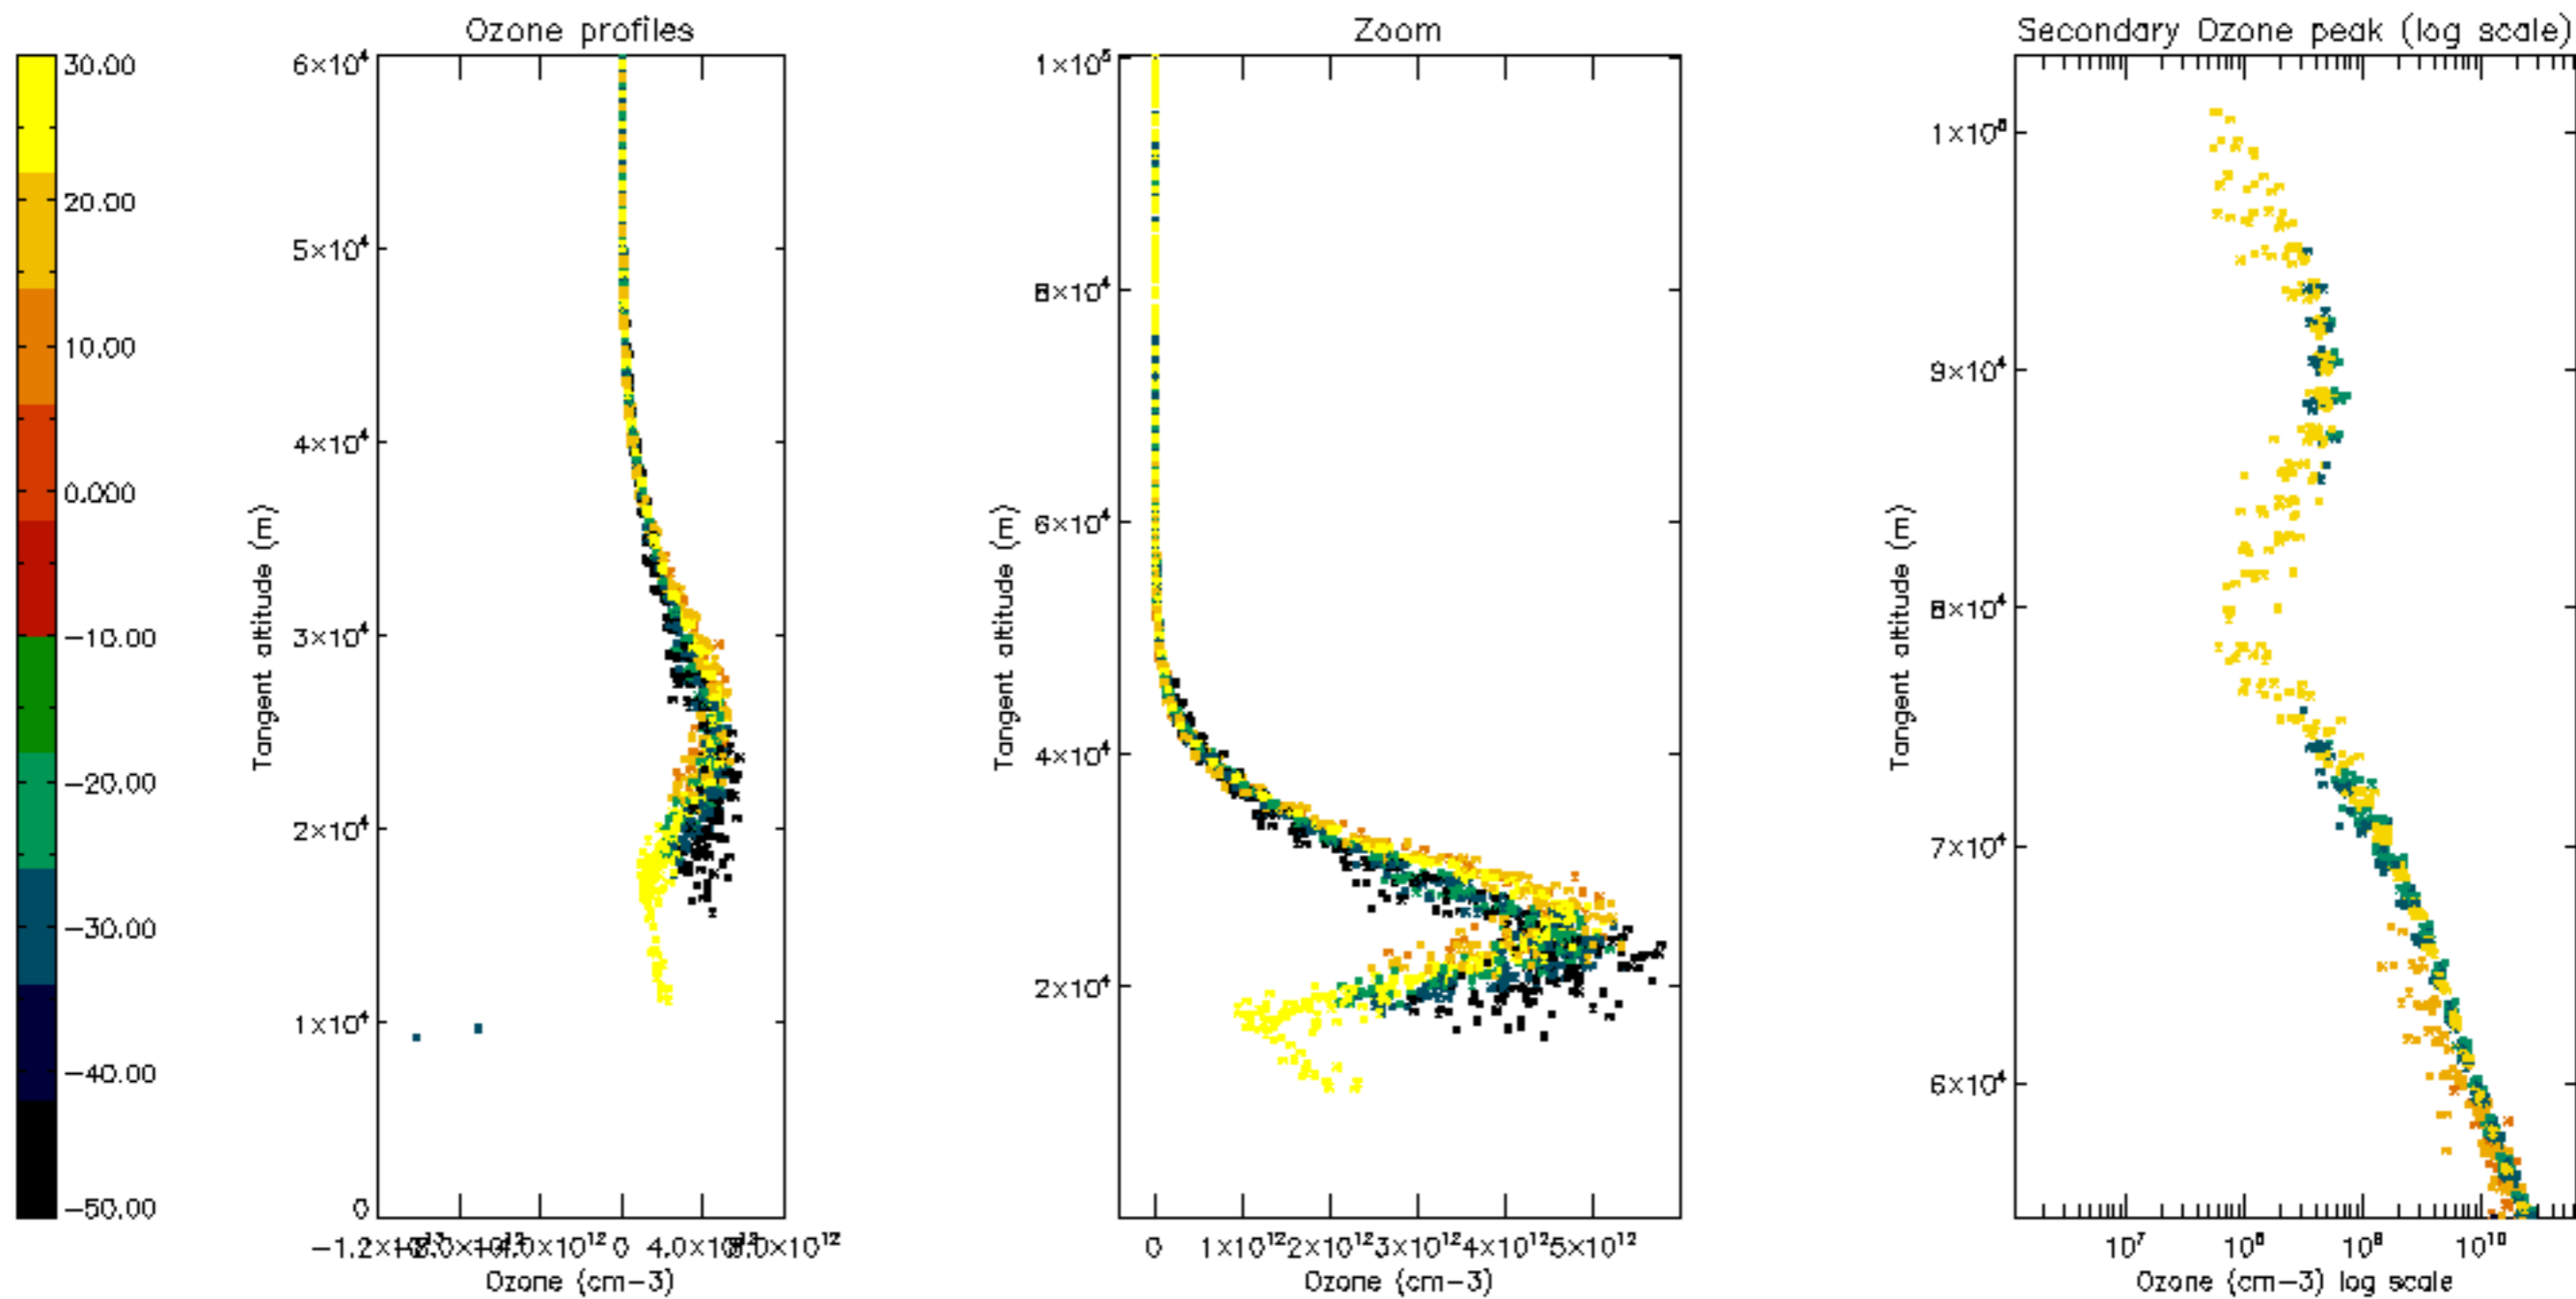 Ozone profiles
Zoom
Secondary Ozone peak (log scale)
30.00
20.00
10.00
0.000
−10.00
−20.00
−30.00
−40.00
−50.00
6×10⁴
5×10⁴
4×10⁴
3×10⁴
2×10⁴
1×10⁴
0
Tangent altitude (m)
0 4.0×10¹²
Ozone (cm−3)
1×10⁵
8×10⁴
6×10⁴
4×10⁴
2×10⁴
Tangent altitude (m)
0 1×10¹² 2×10¹² 3×10¹² 4×10¹² 5×10¹²
Ozone (cm−3)
9×10⁴
8×10⁴
7×10⁴
6×10⁴
Tangent altitude (m)
10⁷ 10⁸ 10⁹ 10¹⁰
Ozone (cm−3) log scale